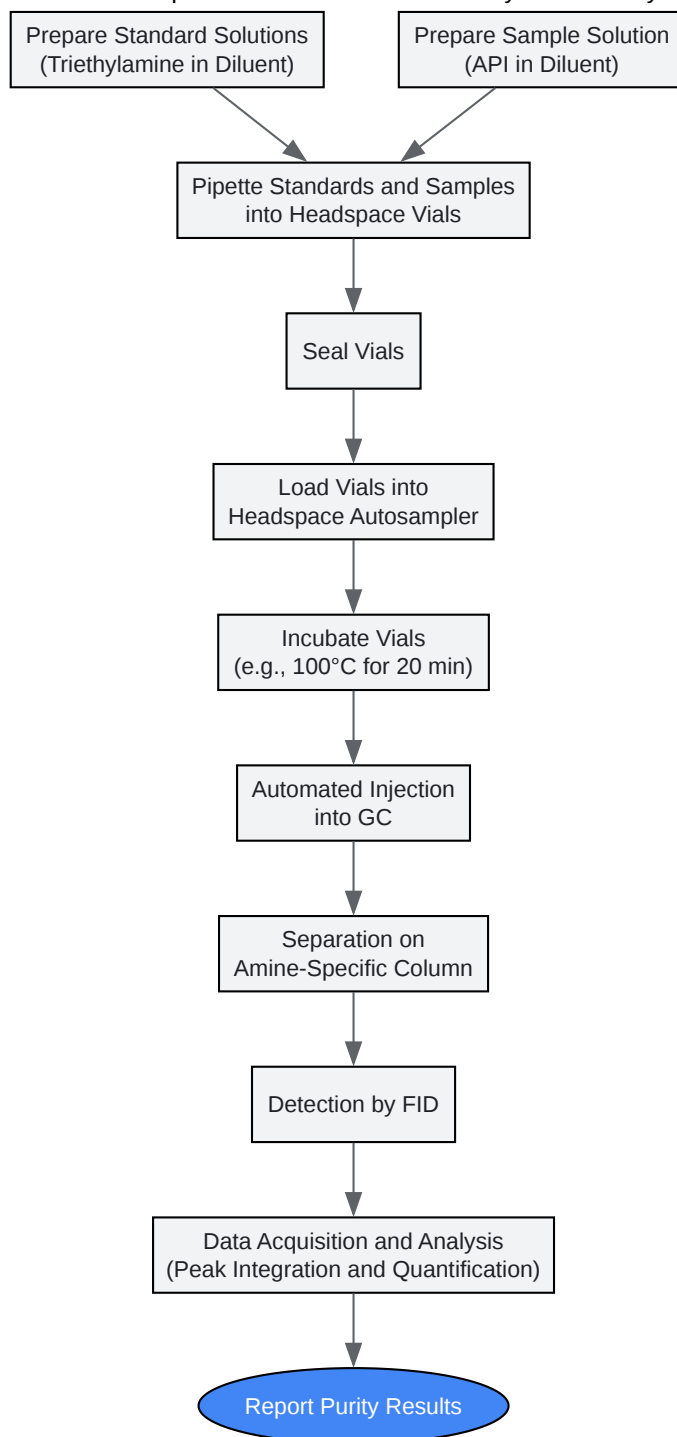 Prepare Standard Solutions
(Triethylamine in Diluent)
Prepare Sample Solution
(API in Diluent)
Pipette Standards and Samples
into Headspace Vials
Seal Vials
Load Vials into
Headspace Autosampler
Incubate Vials
(e.g., 100°C for 20 min)
Automated Injection
into GC
Separation on
Amine-Specific Column
Detection by FID
Data Acquisition and Analysis
(Peak Integration and Quantification)
Report Purity Results